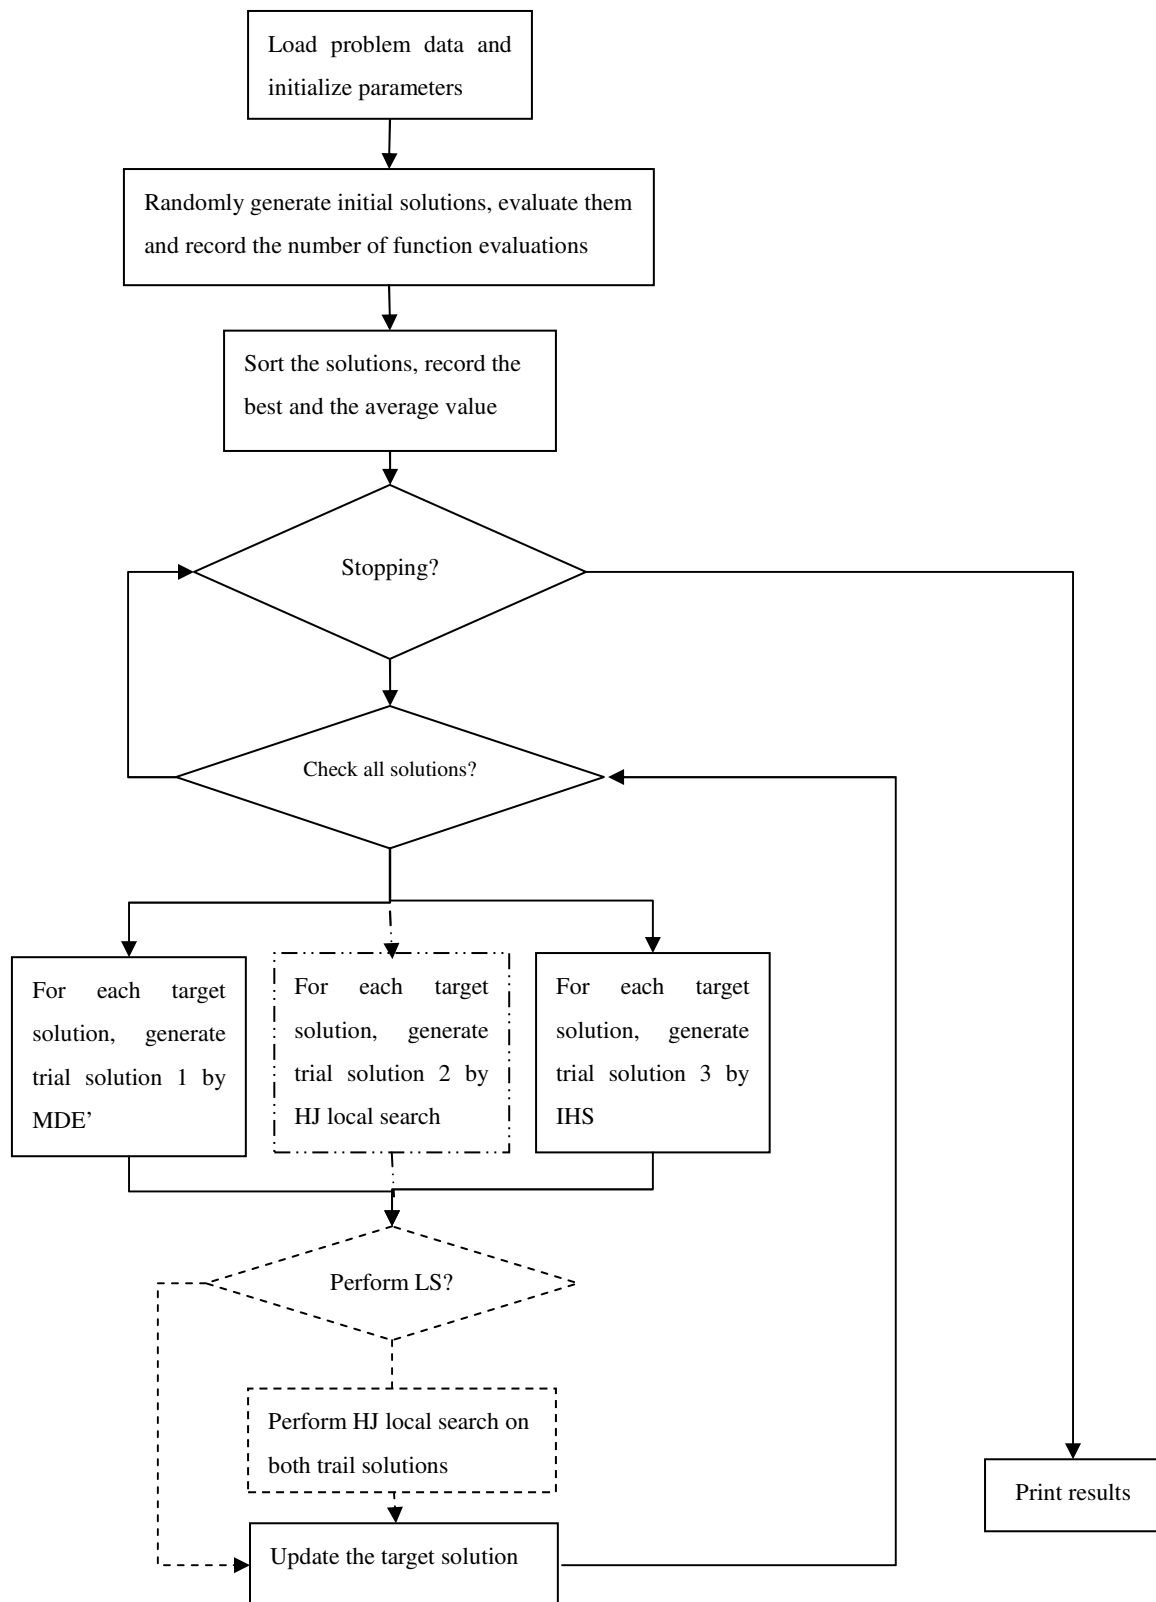 Load problem data and
initialize parameters
Randomly generate initial solutions, evaluate them
and record the number of function evaluations
Sort the solutions, record the
best and the average value
Stopping?
Check all solutions?
For each target
solution, generate
trial solution 1 by
MDE’
For each target
solution, generate
trial solution 2 by
HJ local search
For each target
solution, generate
trial solution 3 by
IHS
Perform LS?
Perform HJ local search on
both trail solutions
Print results
Update the target solution